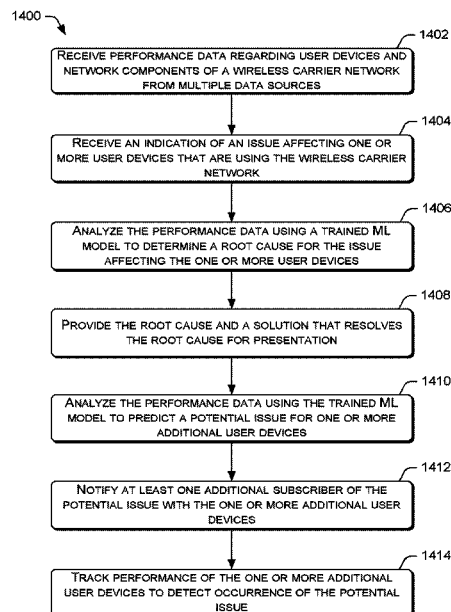 1400
1402
RECEIVE PERFORMANCE DATA REGARDING USER DEVICES AND
NETWORK COMPONENTS OF A WIRELESS CARRIER NETWORK
FROM MULTIPLE DATA SOURCES
1404
RECEIVE AN INDICATION OF AN ISSUE AFFECTING ONE OR
MORE USER DEVICES THAT ARE USING THE WIRELESS CARRIER
NETWORK
1406
ANALYZE THE PERFORMANCE DATA USING A TRAINED ML
MODEL TO DETERMINE A ROOT CAUSE FOR THE ISSUE
AFFECTING THE ONE OR MORE USER DEVICES
1408
PROVIDE THE ROOT CAUSE AND A SOLUTION THAT RESOLVES
THE ROOT CAUSE FOR PRESENTATION
1410
ANALYZE THE PERFORMANCE DATA USING THE TRAINED ML
MODEL TO PREDICT A POTENTIAL ISSUE FOR ONE OR MORE
ADDITIONAL USER DEVICES
1412
NOTIFY AT LEAST ONE ADDITIONAL SUBSCRIBER OF THE
POTENTIAL ISSUE WITH THE ONE OR MORE ADDITIONAL USER
DEVICES
1414
TRACK PERFORMANCE OF THE ONE OR MORE ADDITIONAL
USER DEVICES TO DETECT OCCURRENCE OF THE POTENTIAL
ISSUE